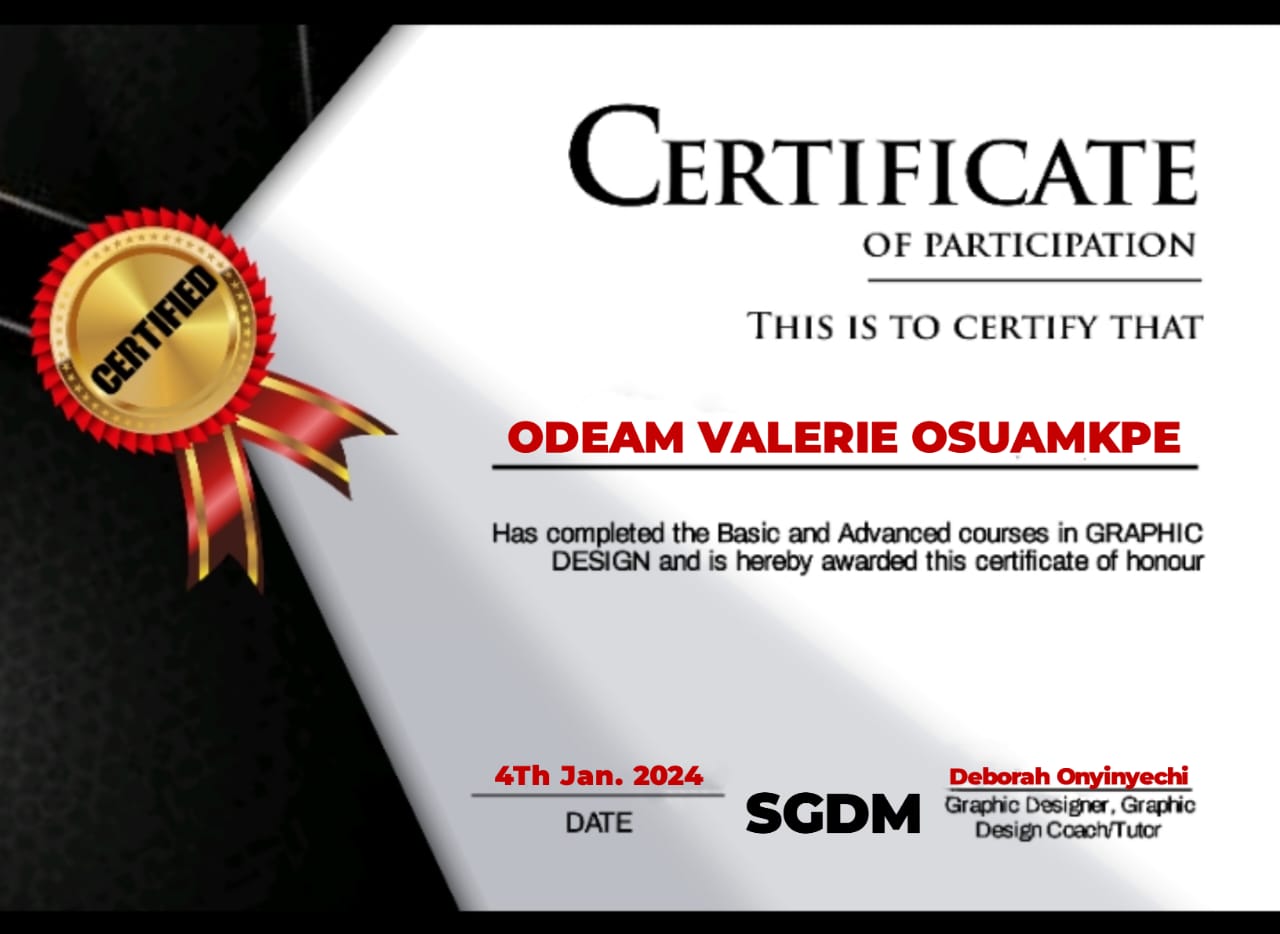 CERTIFICATE
OF PARTICIPATION
THIS IS TO CERTIFY THAT
CERTIFIED
ODEAM VALERIE OSUAMKPE
Has completed the Basic and Advanced courses in GRAPHIC
DESIGN and is hereby awarded this certificate of honour
4Th Jan. 2024
DATE
SGDM
Deborah Onyinyechi
Graphic Designer, Graphic
Design Coach/Tutor